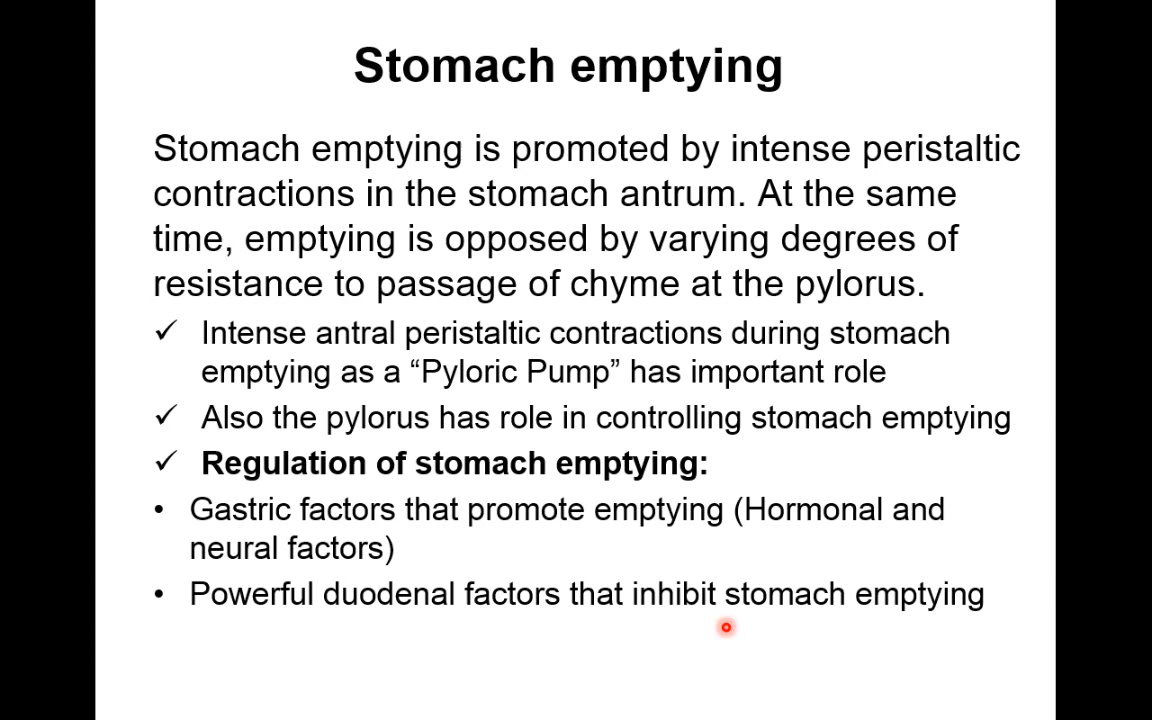 Stomach emptying
Stomach emptying is promoted by intense peristaltic
contractions in the stomach antrum. At the same
time, emptying is opposed by varying degrees of
resistance to passage of chyme at the pylorus.
✓ Intense antral peristaltic contractions during stomach
emptying as a “Pyloric Pump” has important role
✓ Also the pylorus has role in controlling stomach emptying
✓ Regulation of stomach emptying:
• Gastric factors that promote emptying (Hormonal and
neural factors)
• Powerful duodenal factors that inhibit stomach emptying